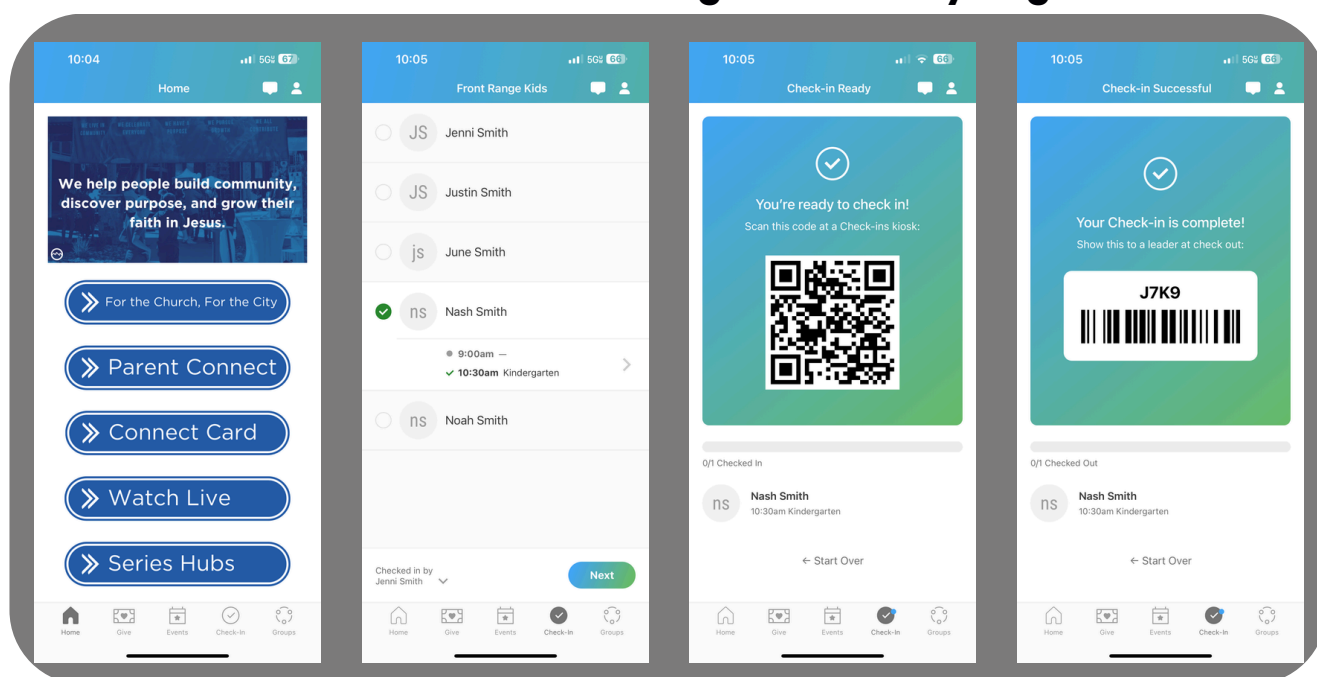 10:04
5G
67
Home
We help people build community,
discover purpose, and grow their
faith in Jesus.
For the Church, For the City
Parent Connect
Connect Card
Watch Live
Series Hubs
Home
Give
Events
Check-In
Groups
10:05
5G
66
Front Range Kids
JS
Jenni Smith
JS
Justin Smith
js
June Smith
ns
Nash Smith
9:00am —
10:30am Kindergarten
ns
Noah Smith
Checked in by
Jenni Smith
Next
Home
Give
Events
Check-In
Groups
10:05
66
Check-in Ready
You're ready to check in!
Scan this code at a Check-ins kiosk:
0/1 Checked In
ns
Nash Smith
10:30am Kindergarten
← Start Over
Home
Give
Events
Check-In
Groups
10:05
5G
66
Check-in Successful
Your Check-in is complete!
Show this to a leader at check out:
J7K9
0/1 Checked Out
ns
Nash Smith
10:30am Kindergarten
← Start Over
Home
Give
Events
Check-In
Groups